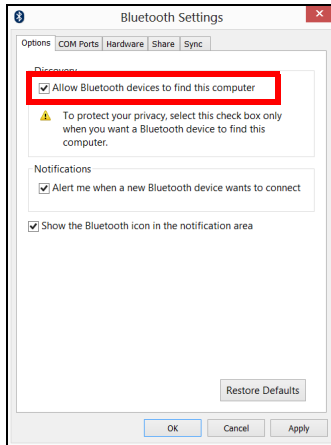 Bluetooth Settings
Options COM Ports Hardware Share Sync
Discovery
Allow Bluetooth devices to find this computer
To protect your privacy, select this check box only
when you want a Bluetooth device to find this
computer.
Notifications
Alert me when a new Bluetooth device wants to connect
Show the Bluetooth icon in the notification area
Restore Defaults
OK Cancel Apply